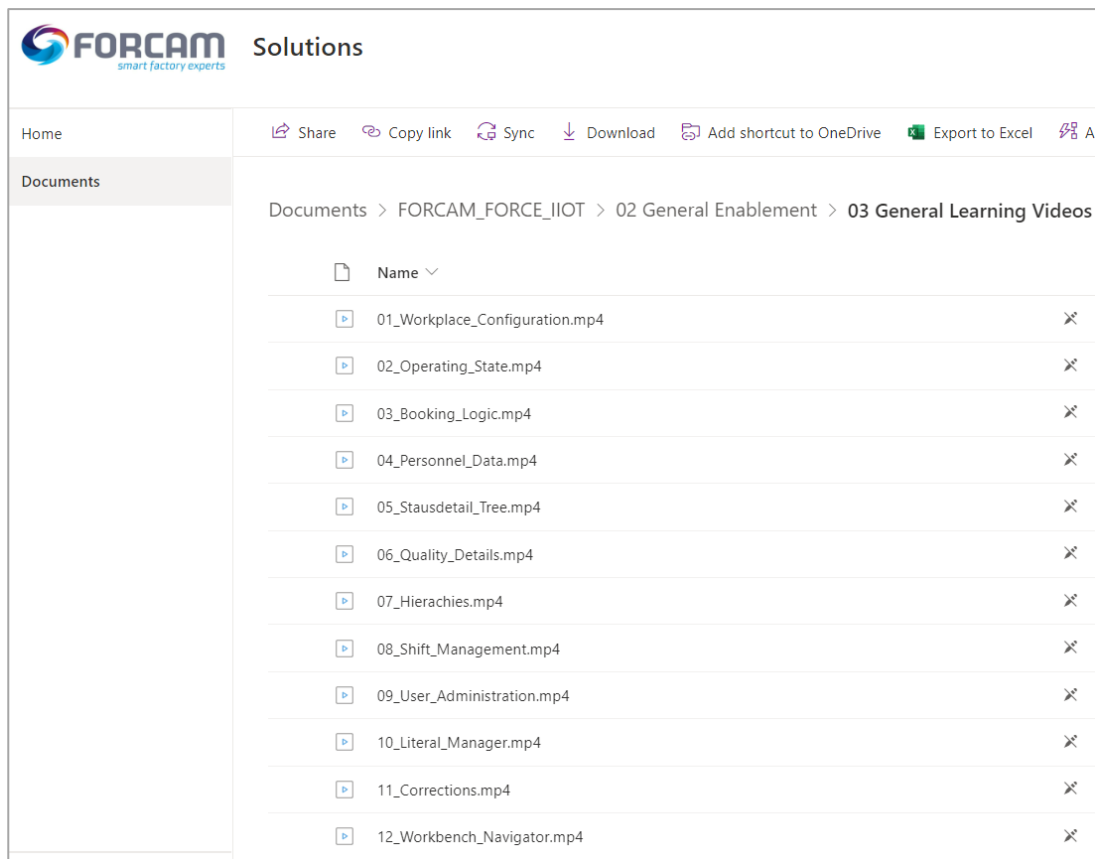 FORCAM
smart factory experts
Solutions
Home
Documents
Share Copy link Sync Download Add shortcut to OneDrive Export to Excel A
Documents > FORCAM_FORCE_IIOT > 02 General Enablement > 03 General Learning Videos
Name
01_Workplace_Configuration.mp4
02_Operating_State.mp4
03_Booking_Logic.mp4
04_Personnel_Data.mp4
05_Stausdetail_Tree.mp4
06_Quality_Details.mp4
07_Hierachies.mp4
08_Shift_Management.mp4
09_User_Administration.mp4
10_Literal_Manager.mp4
11_Corrections.mp4
12_Workbench_Navigator.mp4